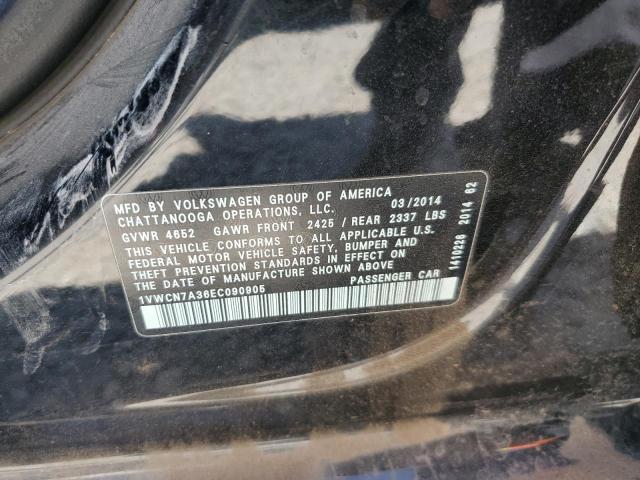 MFD BY VOLKSWAGEN GROUP OF AMERICA
CHATTANOOGA OPERATIONS, LLC. 03/2014
GVWR 4652 GAWR FRONT 2425 / REAR 2337 LBS
THIS VEHICLE CONFORMS TO ALL APPLICABLE U.S.
FEDERAL MOTOR VEHICLE SAFETY, BUMPER AND
THEFT PREVENTION STANDARDS IN EFFECT ON
THE DATE OF MANUFACTURE SHOWN ABOVE
1VWCN7A36EC090905 PASSENGER CAR
1410228 2014 62